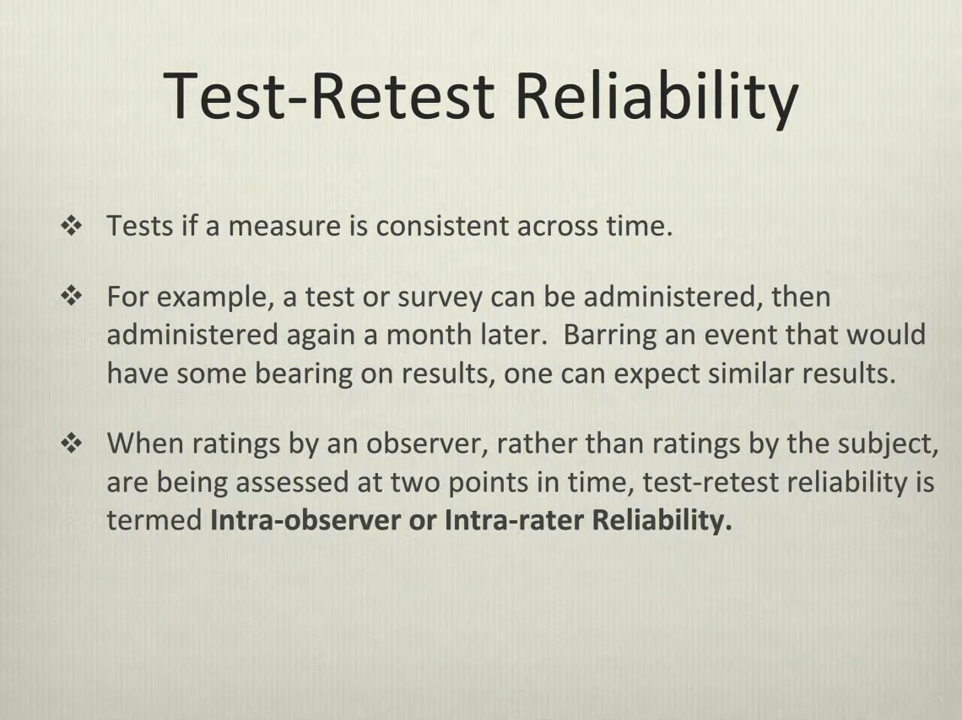 Test-Retest Reliability
❖ Tests if a measure is consistent across time.
❖ For example, a test or survey can be administered, then
administered again a month later.  Barring an event that would
have some bearing on results, one can expect similar results.
❖ When ratings by an observer, rather than ratings by the subject,
are being assessed at two points in time, test-retest reliability is
termed Intra-observer or Intra-rater Reliability.